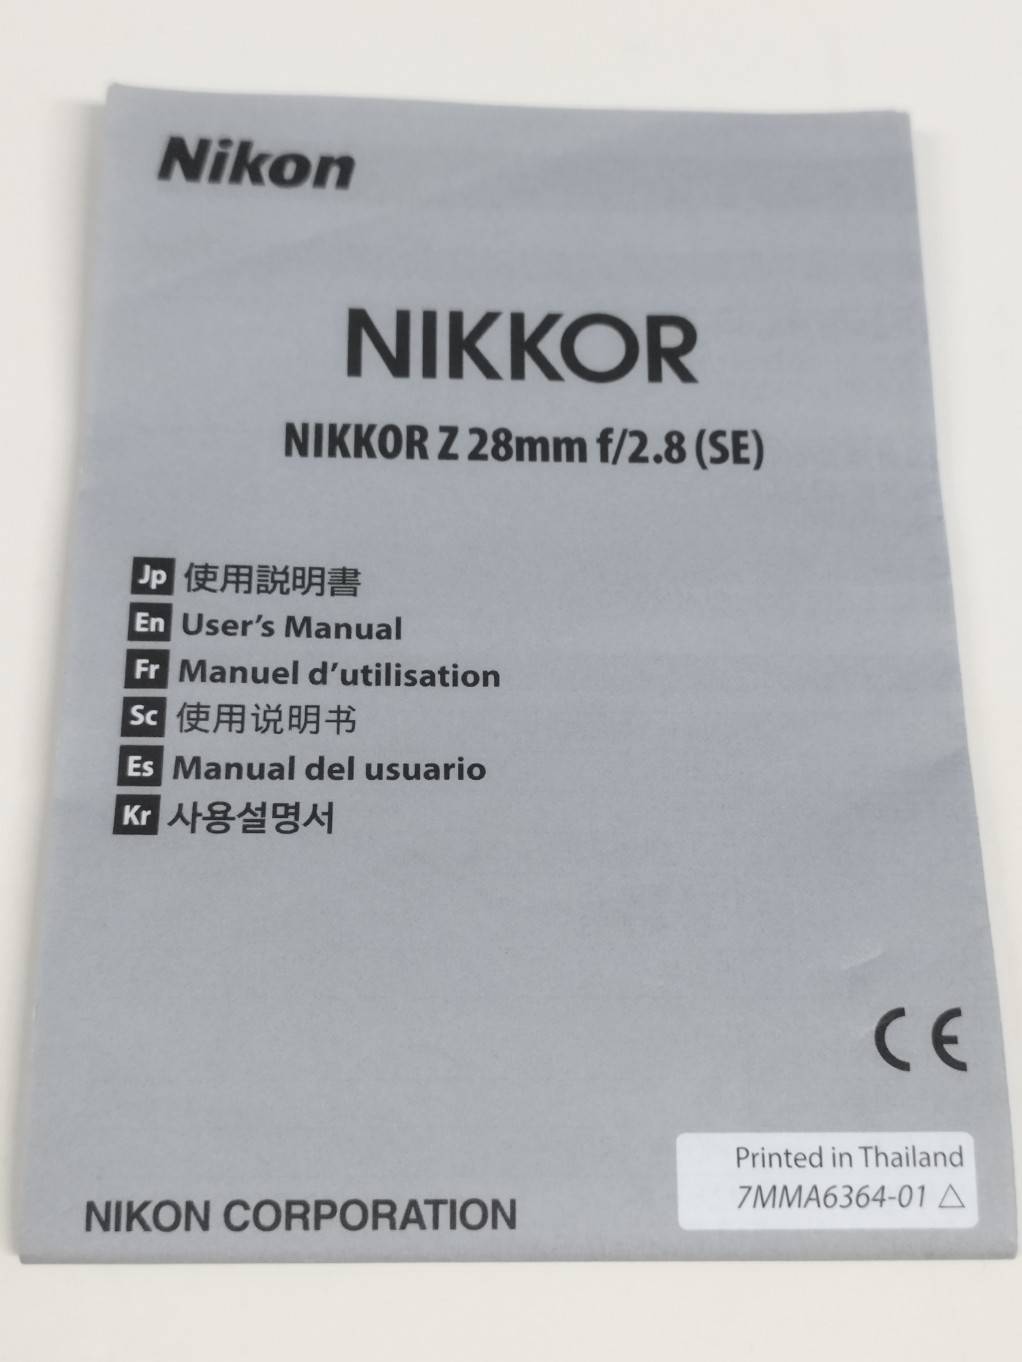 Nikon
NIKKOR
NIKKOR Z 28mm f/2.8 (SE)
Jp 使用説明書
En User's Manual
Fr Manuel d'utilisation
Sc 使用说明书
Es Manual del usuario
Kr 사용설명서
CE
Printed in Thailand
7MMA6364-01 △
NIKON CORPORATION